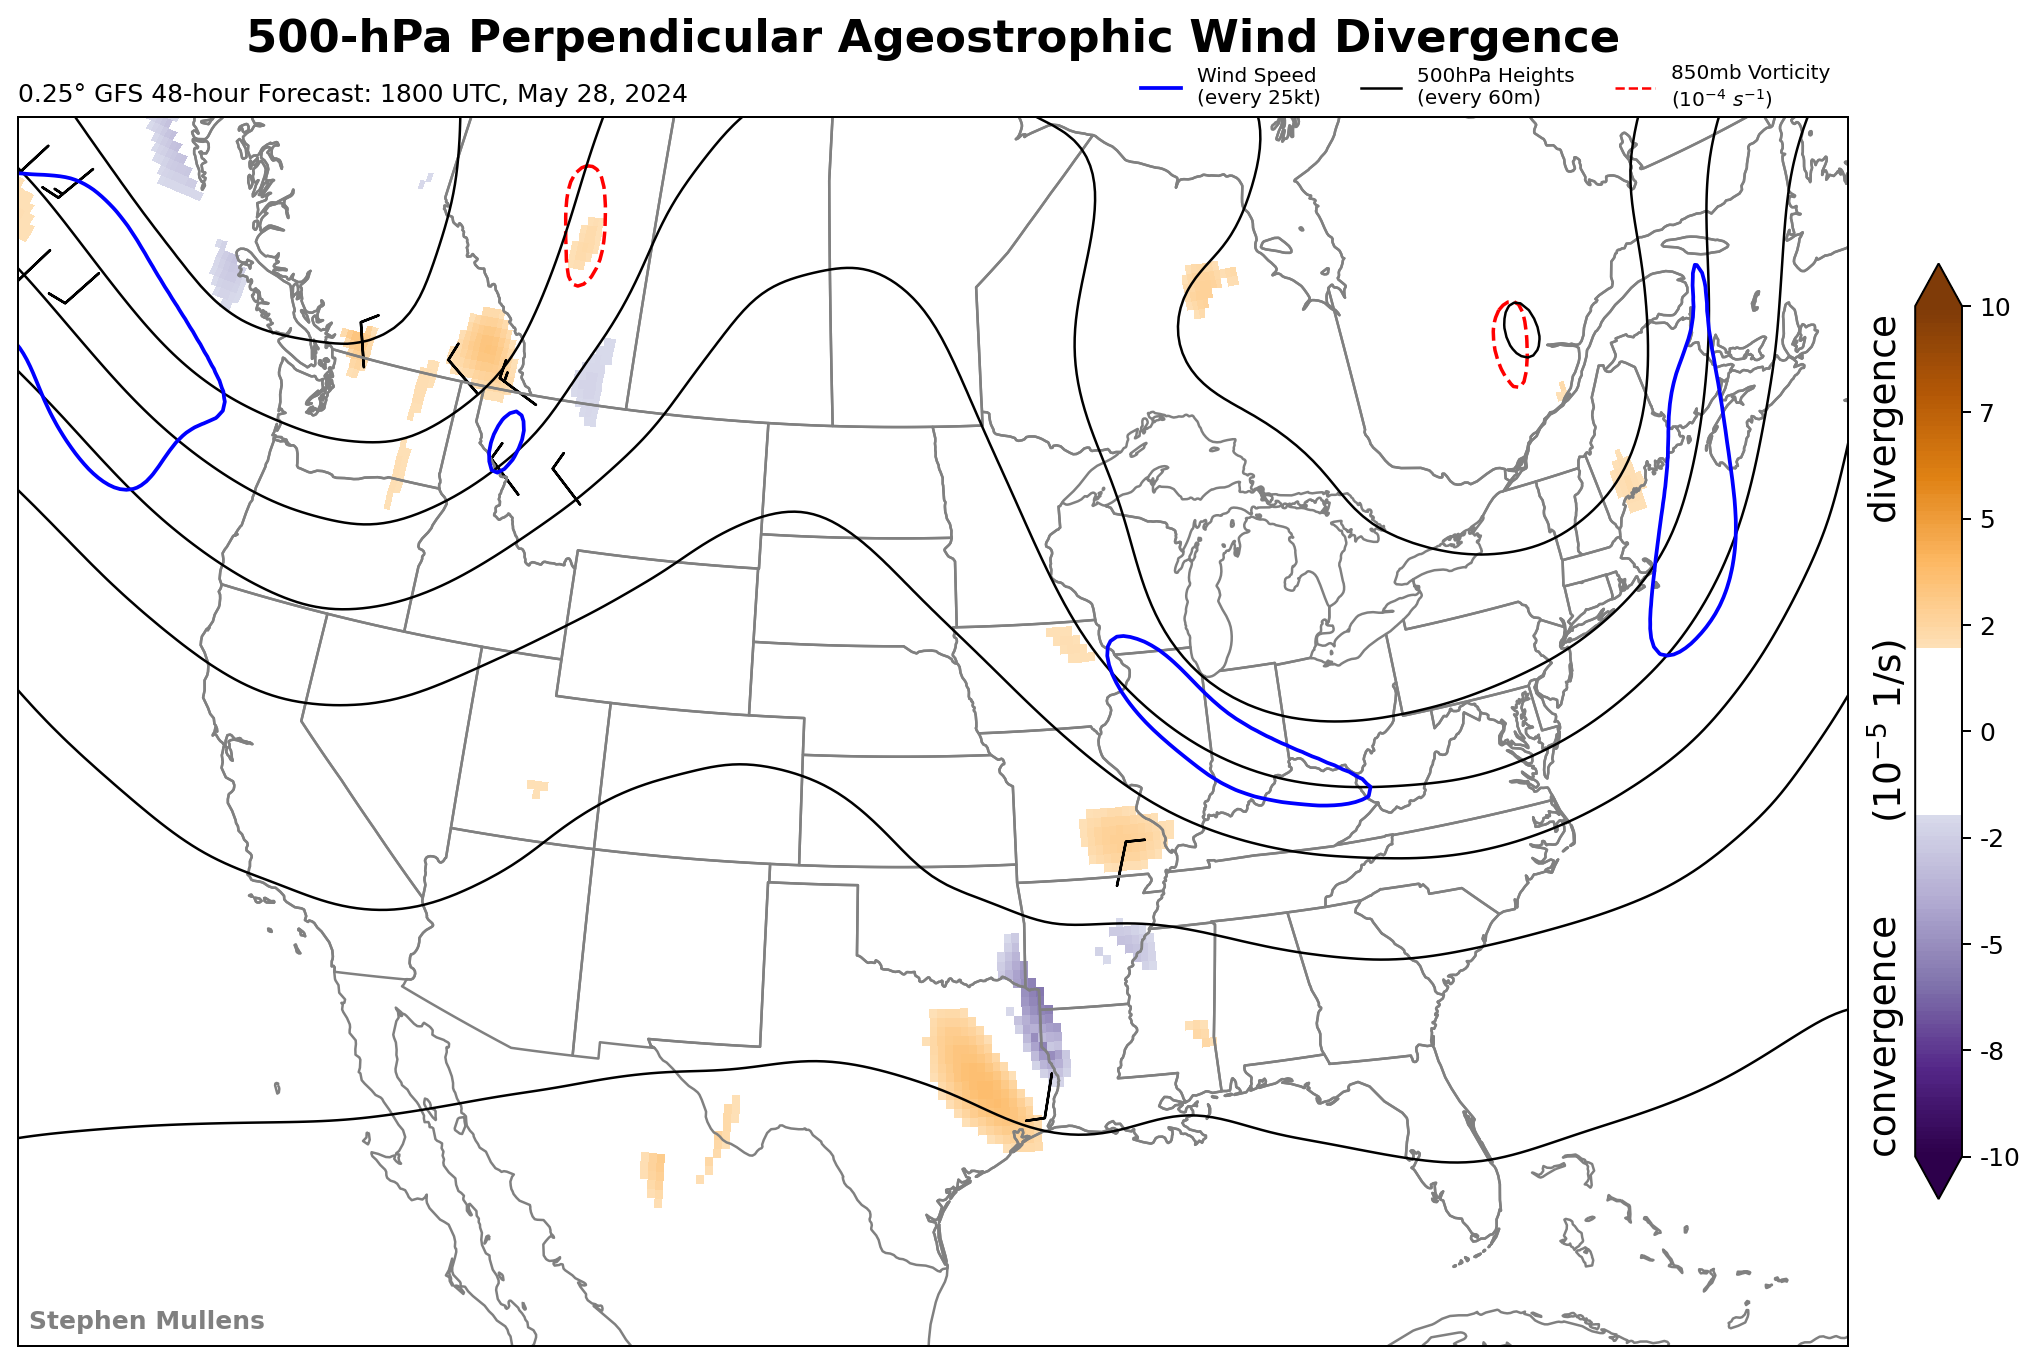 500-hPa Perpendicular Ageostrophic Wind Divergence
0.25° GFS 48-hour Forecast: 1800 UTC, May 28, 2024
Wind Speed
(every 25kt)
500hPa Heights
(every 60m)
850mb Vorticity
(10⁻⁴ s⁻¹)
10
7
5
2
0
-2
-5
-8
-10
convergence (10⁻⁵ 1/s) divergence
Stephen Mullens